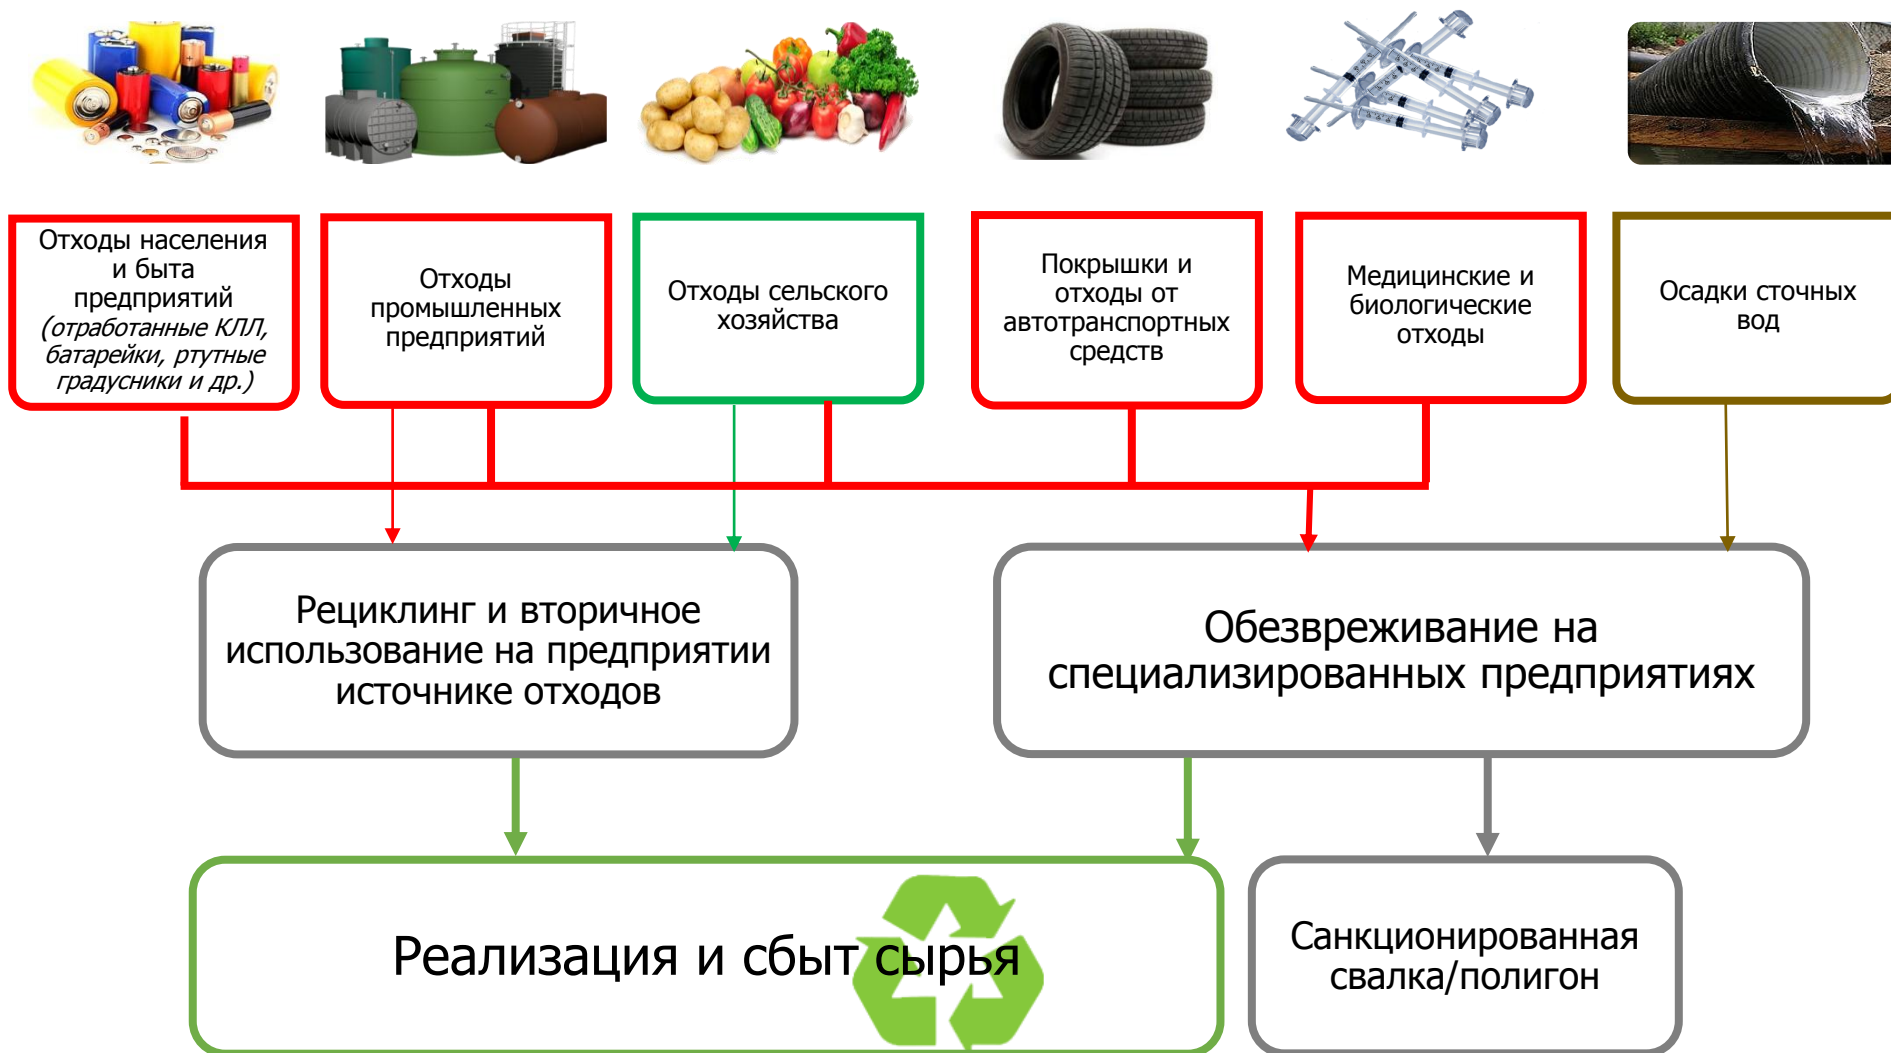 Отходы населения
и быта
предприятий
(отработанные КЛЛ,
батарейки, ртутные
градусники и др.)
Отходы
промышленных
предприятий
Отходы сельского
хозяйства
Покрышки и
отходы от
автотранспортных
средств
Медицинские и
биологические
отходы
Осадки сточных
вод
Рециклинг и вторичное
использование на предприятии
источнике отходов
Обезвреживание на
специализированных предприятиях
Реализация и сбыт сырья
Санкционированная
свалка/полигон